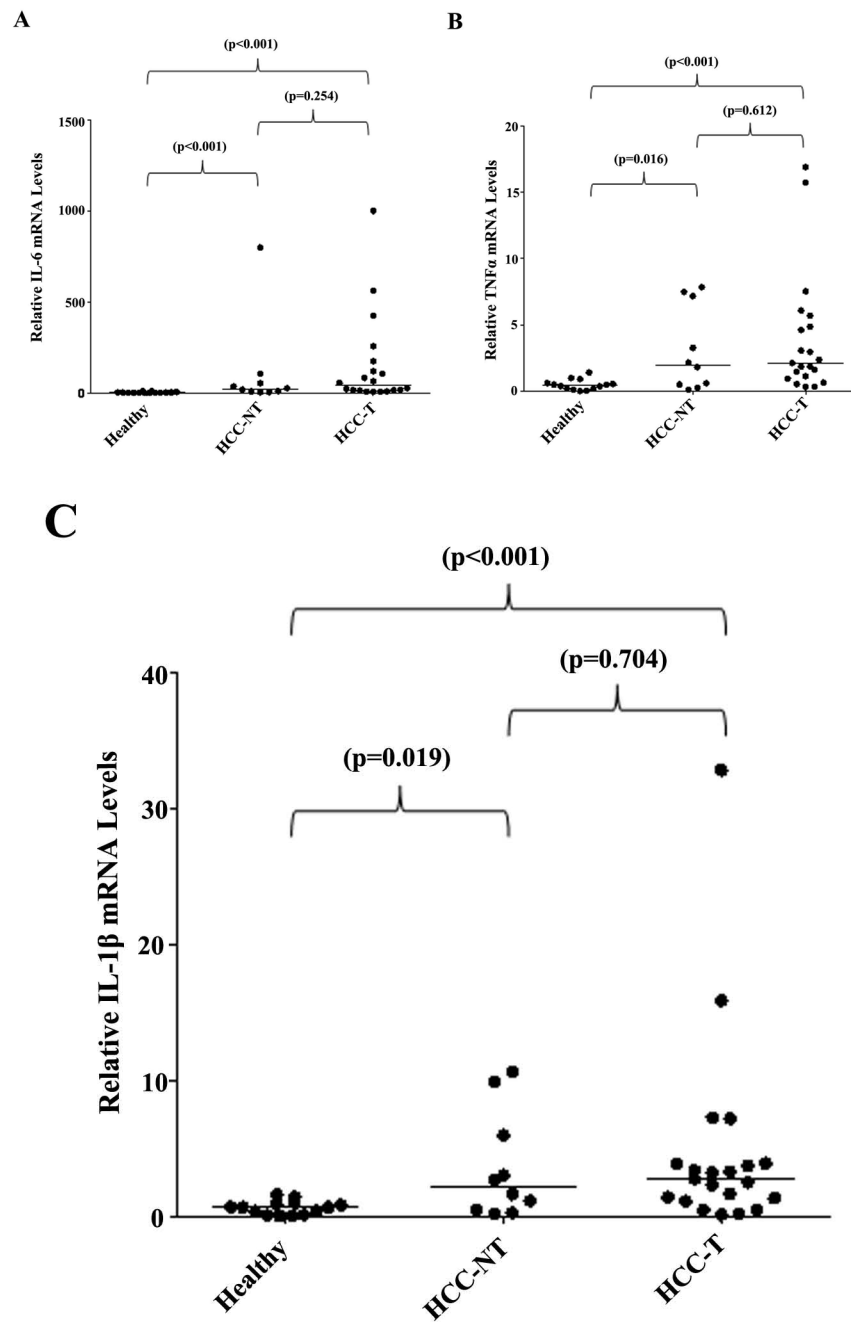 A
(p<0.001)
(p=0.254)
(p<0.001)
Relative IL-6 mRNA Levels
1500
1000
500
0
Healthy
HCC-NT
HCC-T
B
(p<0.001)
(p=0.612)
(p=0.016)
Relative TNFα mRNA Levels
20
15
10
5
0
Healthy
HCC-NT
HCC-T
C
(p<0.001)
(p=0.704)
(p=0.019)
Relative IL-1β mRNA Levels
40
30
20
10
0
Healthy
HCC-NT
HCC-T